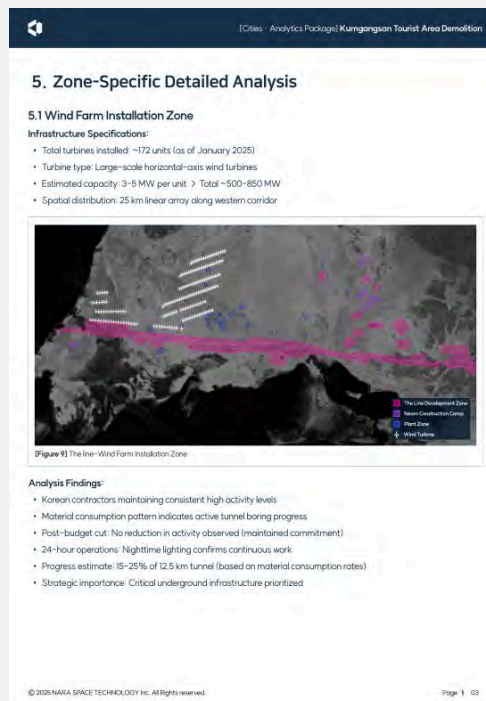 [Cities · Analytics Package] Kumgangsan Tourist Area Demolition
5. Zone-Specific Detailed Analysis
5.1 Wind Farm Installation Zone
Infrastructure Specifications:
• Total turbines installed: ~172 units (as of January 2025)
• Turbine type: Large-scale horizontal-axis wind turbines
• Estimated capacity: 3-5 MW per unit > Total ~500-850 MW
• Spatial distribution: 25 km linear array along western corridor
The Line Development Zone
Neom Construction Camp
Plant Zone
Wind Turbine
[Figure 9] The line-Wind Farm Installation Zone
Analysis Findings:
• Korean contractors maintaining consistent high activity levels
• Material consumption pattern indicates active tunnel boring progress
• Post-budget cut: No reduction in activity observed (maintained commitment)
• 24-hour operations: Nighttime lighting confirms continuous work
• Progress estimate: 15-25% of 12.5 km tunnel (based on material consumption rates)
• Strategic importance: Critical underground infrastructure prioritized
© 2025 NARA SPACE TECHNOLOGY Inc. All Rights reserved.
Page 03